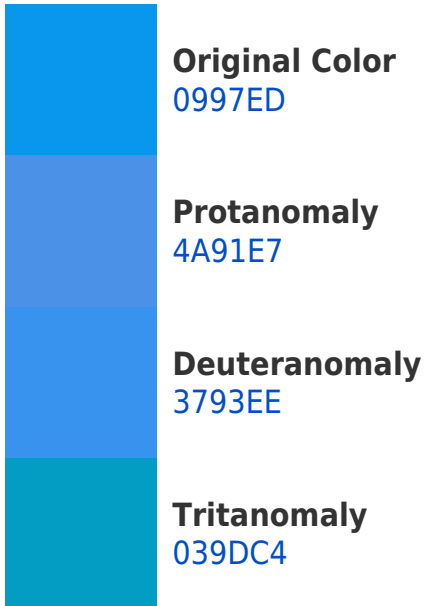 Original Color
0997ED
Protanomaly
4A91E7
Deuteranomaly
3793EE
Tritanomaly
039DC4